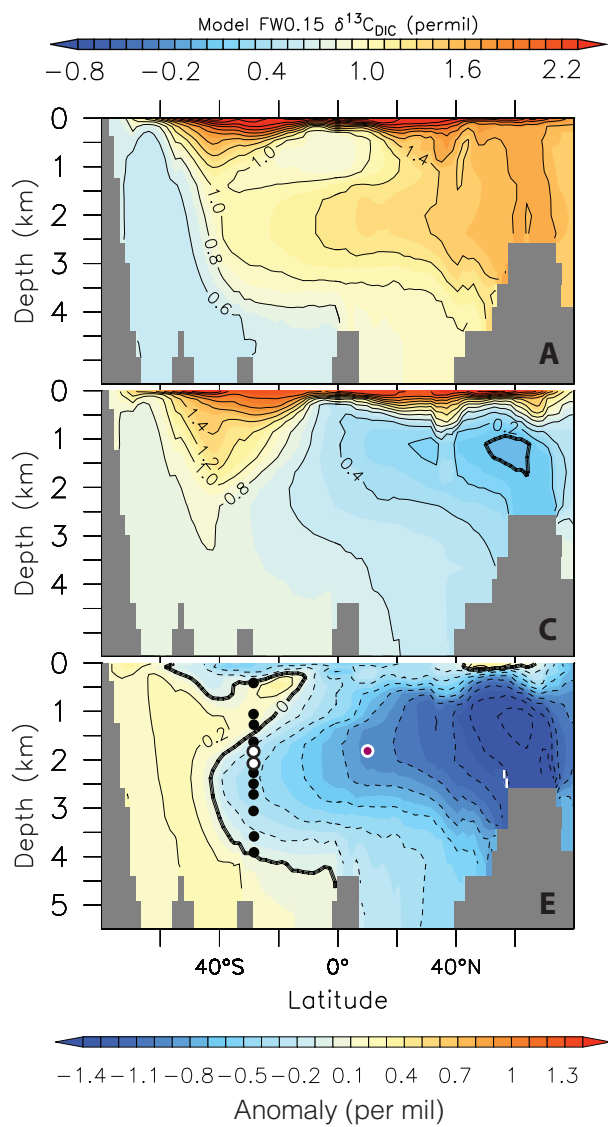 Model FW0.15 δ¹³C_DIC (permil)
−0.8 −0.2 0.4 1.0 1.6 2.2
0
1
2
3
4
Depth (km)
1.0
1.4
1.0
0.8
0.6
A
0
1
2
3
4
Depth (km)
0.2
1.4
1.2
1.0
0.8
0.4
C
0
1
2
3
4
5
Depth (km)
0
0.2
E
40°S 0° 40°N
Latitude
−1.4 −1.1 −0.8 −0.5 −0.2 0.1 0.4 0.7 1 1.3
Anomaly (per mil)